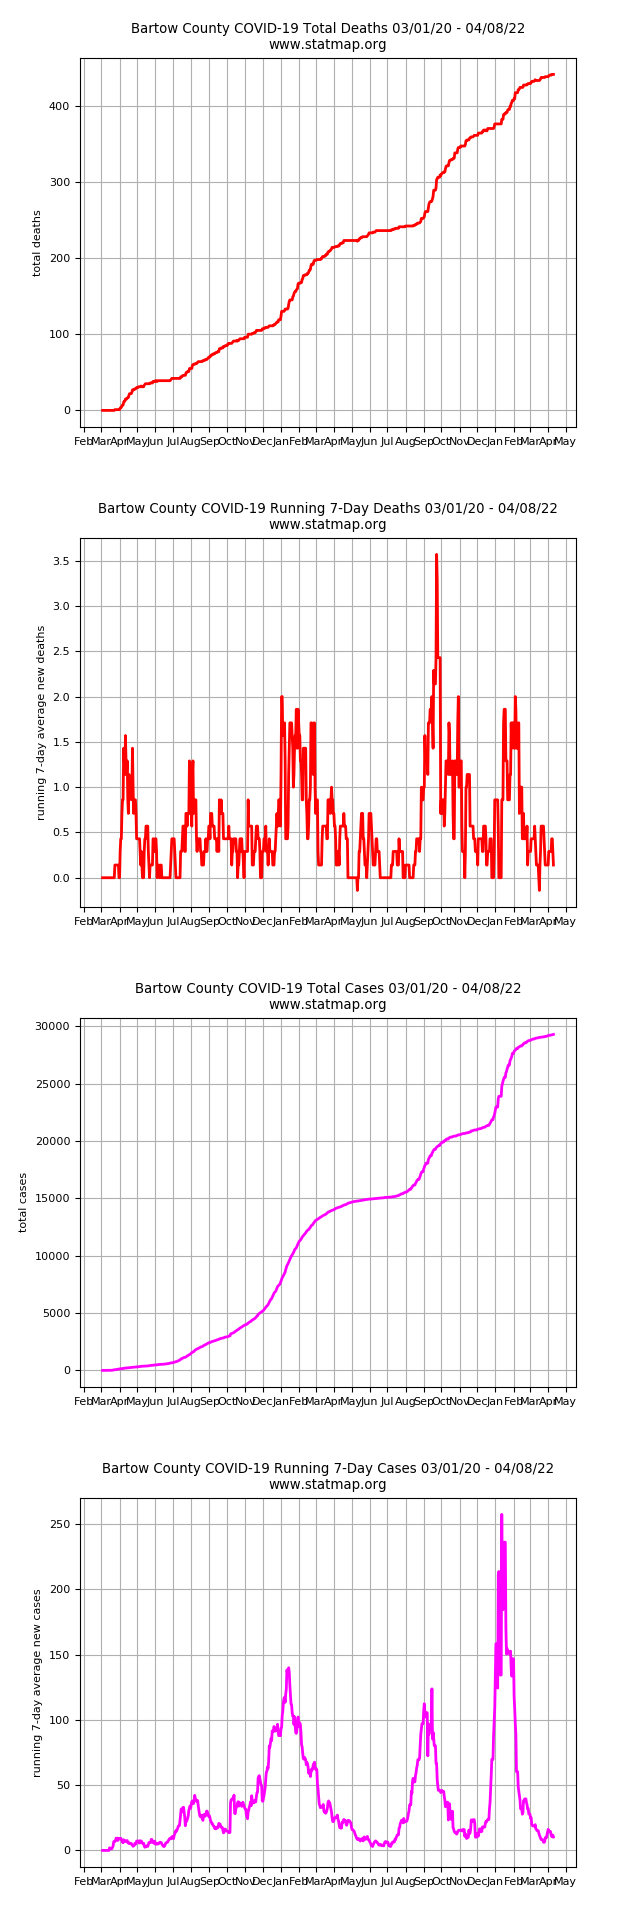 Bartow County COVID-19 Total Deaths 03/01/20 - 04/08/22
www.statmap.org
400
300
200
100
0
total deaths
Feb Mar Apr May Jun Jul Aug Sep Oct Nov Dec Jan Feb Mar Apr May Jun Jul Aug Sep Oct Nov Dec Jan Feb Mar Apr May
Bartow County COVID-19 Running 7-Day Deaths 03/01/20 - 04/08/22
www.statmap.org
3.5
3.0
2.5
2.0
1.5
1.0
0.5
0.0
running 7-day average new deaths
Feb Mar Apr May Jun Jul Aug Sep Oct Nov Dec Jan Feb Mar Apr May Jun Jul Aug Sep Oct Nov Dec Jan Feb Mar Apr May
Bartow County COVID-19 Total Cases 03/01/20 - 04/08/22
www.statmap.org
30000
25000
20000
15000
10000
5000
0
total cases
Feb Mar Apr May Jun Jul Aug Sep Oct Nov Dec Jan Feb Mar Apr May Jun Jul Aug Sep Oct Nov Dec Jan Feb Mar Apr May
Bartow County COVID-19 Running 7-Day Cases 03/01/20 - 04/08/22
www.statmap.org
250
200
150
100
50
0
running 7-day average new cases
Feb Mar Apr May Jun Jul Aug Sep Oct Nov Dec Jan Feb Mar Apr May Jun Jul Aug Sep Oct Nov Dec Jan Feb Mar Apr May